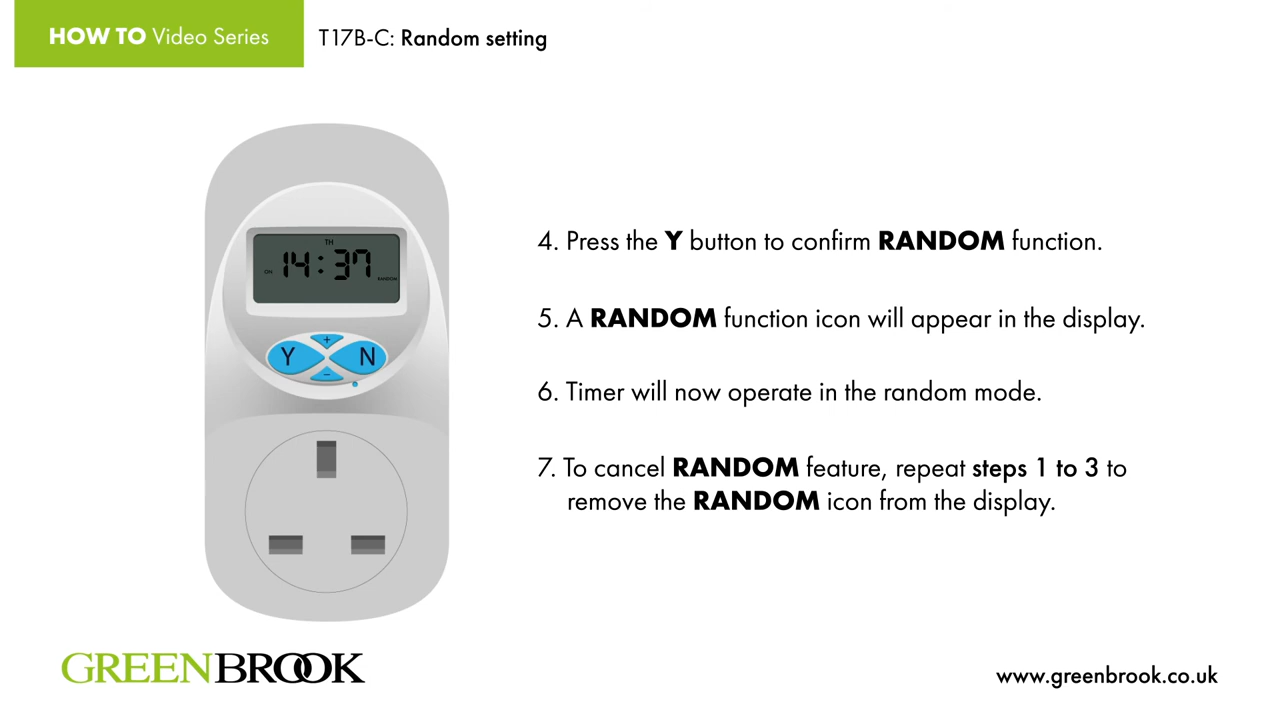 HOW TO Video Series
T17B-C: Random setting
TH
14:37
ON
RANDOM
Y
+
N
−
4. Press the Y button to confirm RANDOM function.
5. A RANDOM function icon will appear in the display.
6. Timer will now operate in the random mode.
7. To cancel RANDOM feature, repeat steps 1 to 3 to
remove the RANDOM icon from the display.
GREENBROOK
www.greenbrook.co.uk